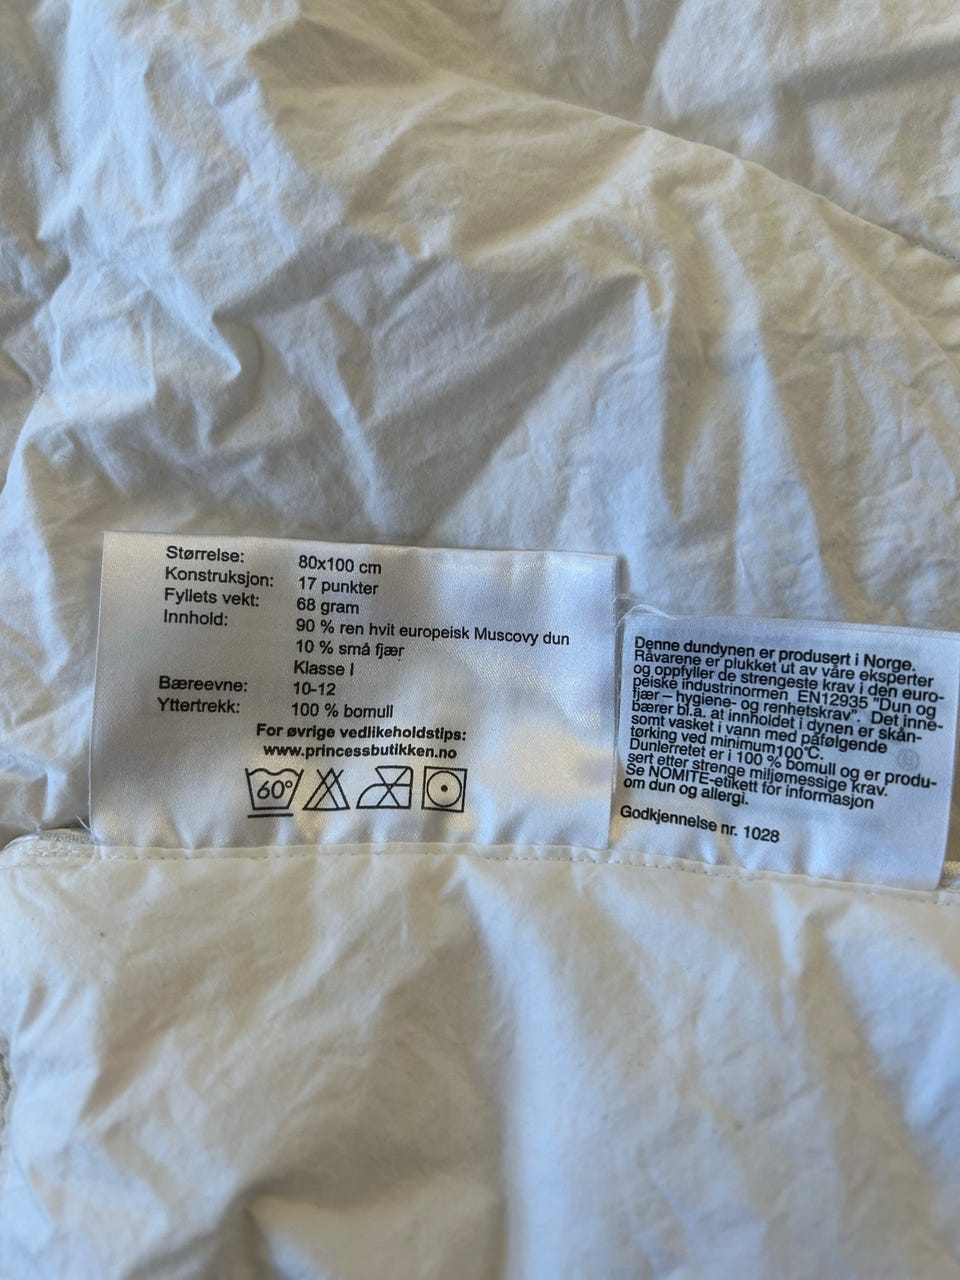 Størrelse: 80x100 cm
Konstruksjon: 17 punkter
Fyllets vekt: 68 gram
Innhold: 90 % ren hvit europeisk Muscovy dun
10 % små fjær
Klasse I
Bæreevne: 10-12
Yttertrekk: 100 % bomull
For øvrige vedlikeholdstips:
www.princessbutikken.no
60°
Denne dundynen er produsert i Norge.
Råvarene er plukket ut av våre eksperter
og oppfyller de strengeste krav i den euro-
peiske industrinormen EN12935 "Dun og
fjær – hygiene- og renhetskrav". Det inne-
bærer bl.a. at innholdet i dynen er skån-
somt vasket i vann med påfølgende
tørking ved minimum100°C.
Dunlerretet er i 100 % bomull og er produ-
sert etter strenge miljømessige krav.
Se NOMITE-etikett for informasjon
om dun og allergi.
Godkjennelse nr. 1028